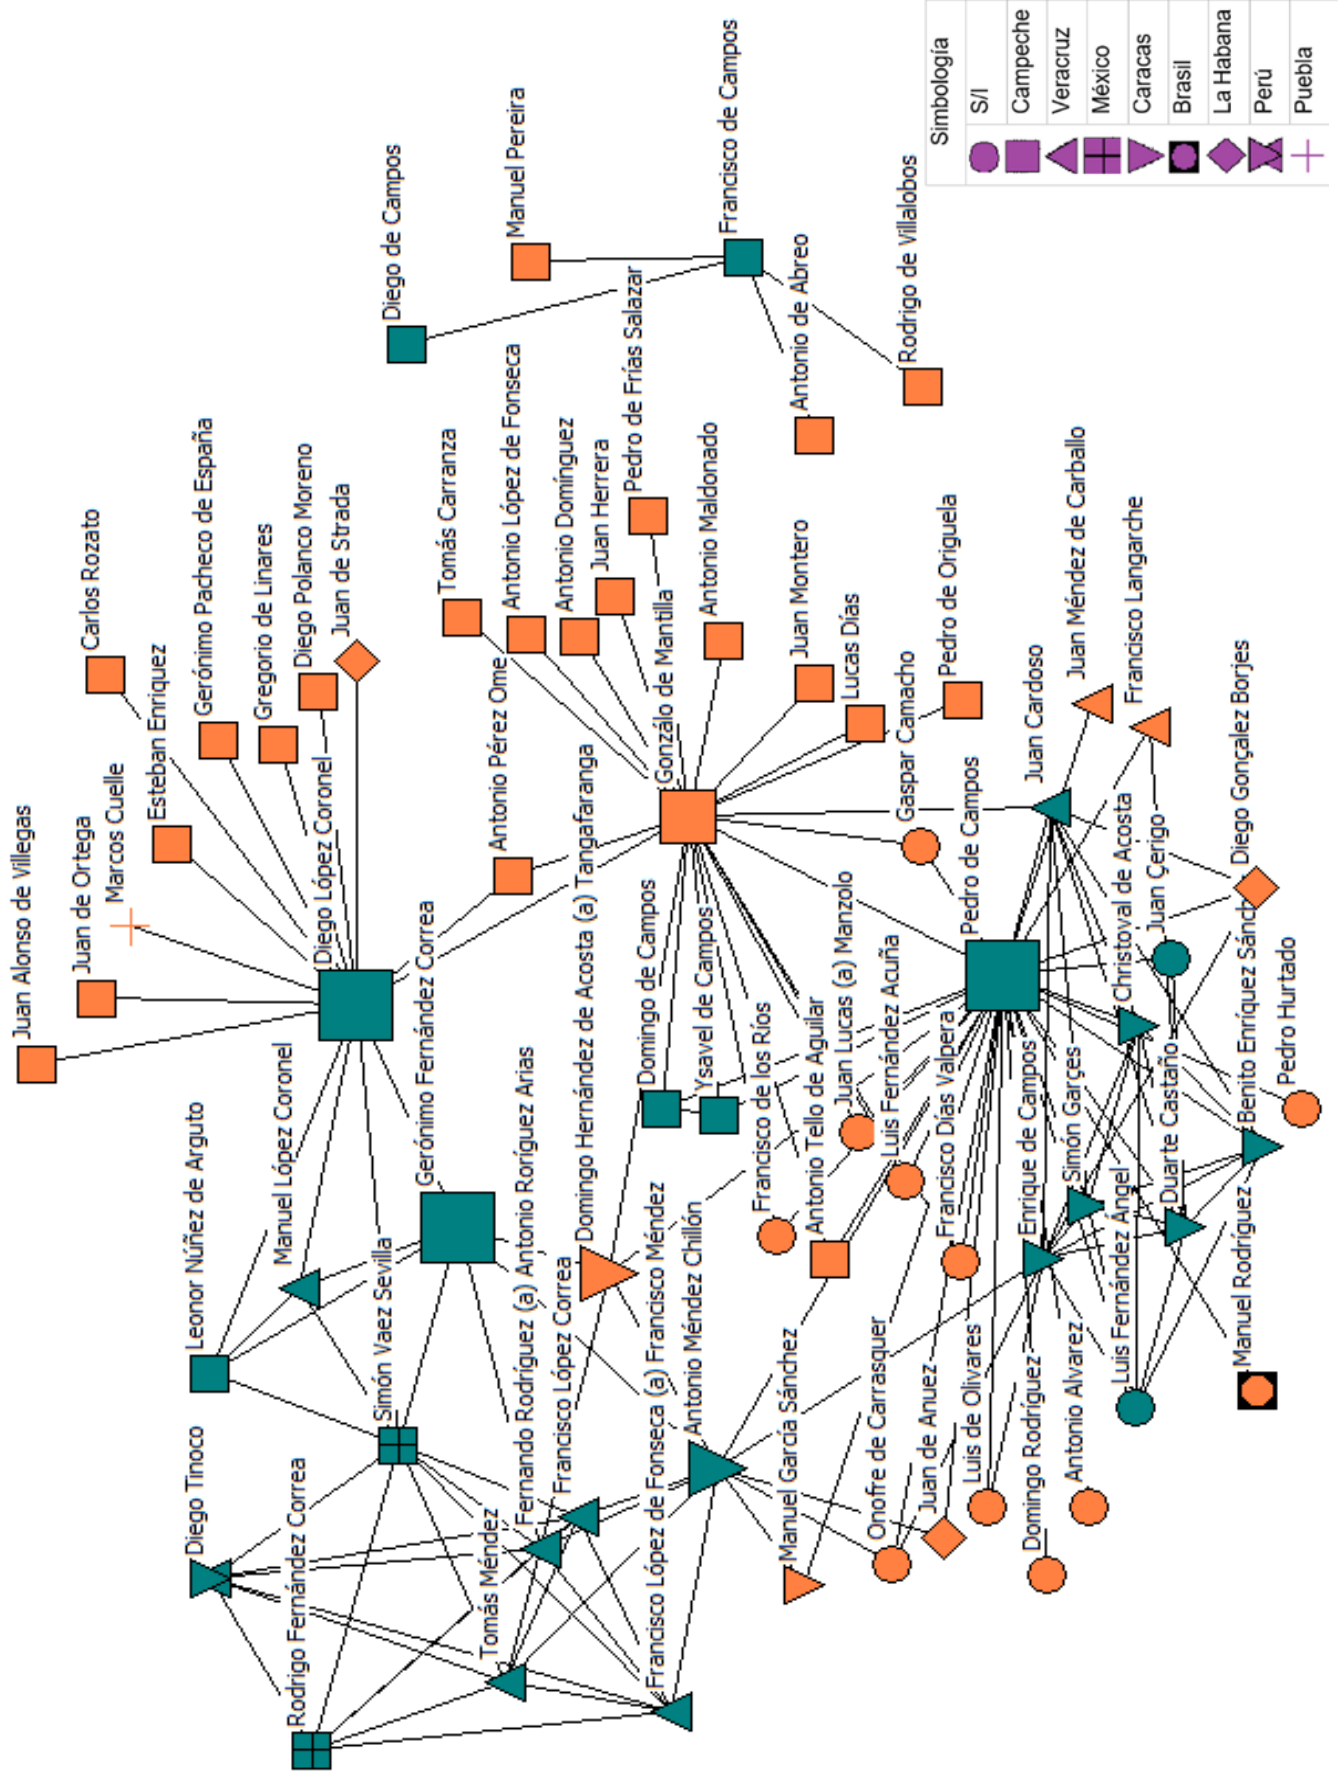 Juan Alonso de Villegas
Juan de Ortega
Marcos Cuelle
Carlos Rozato
Esteban Enriquez
Gerónimo Pacheco de España
Gregorio de Linares
Diego Polanco Moreno
Juan de Strada
Diego López Coronel
Leonor Núñez de Arguto
Manuel López Coronel
Diego Tinoco
Rodrigo Fernández Correa
Simón Vaez Sevilla
Gerónimo Fernández Correa
Diego de Campos
Manuel Pereira
Francisco de Campos
Antonio de Abreo
Rodrigo de Villalobos
Tomás Carranza
Antonio López de Fonseca
Antonio Domínguez
Juan Herrera
Pedro de Frías Salazar
Antonio Pérez Ome
Gonzálo de Mantilla
Antonio Maldonado
Juan Montero
Lucas Días
Pedro de Origuela
Gaspar Camacho
Tomás Méndez
Fernando Rodríguez (a) Antonio Roríguez Arias
Francisco López Correa
Domingo Hernández de Acosta (a) Tangafaranga
Francisco López de Fonseca (a) Francisco Méndez
Antonio Méndez Chillón
Domingo de Campos
Ysavel de Campos
Francisco de los Ríos
Antonio Tello de Aguilar
Juan Lucas (a) Manzolo
Luis Fernández Acuña
Francisco Días Valpera
Pedro de Campos
Juan Cardoso
Juan Méndez de Carballo
Francisco Langarche
Christoval de Acosta
Juan Çerigo
Diego Gonçalez Borjes
Manuel García Sánchez
Onoffre de Carrasquer
Juan de Anuez
Luis de Olivares
Enrique de Campos
Simón Garçes
Domingo Rodríguez
Antonio Alvarez
Luis Fernández Ángel
Duarte Castaño
Benito Enríquez Sánch
Manuel Rodríguez
Pedro Hurtado
Simbología
S/I
Campeche
Veracruz
México
Caracas
Brasil
La Habana
Perú
Puebla